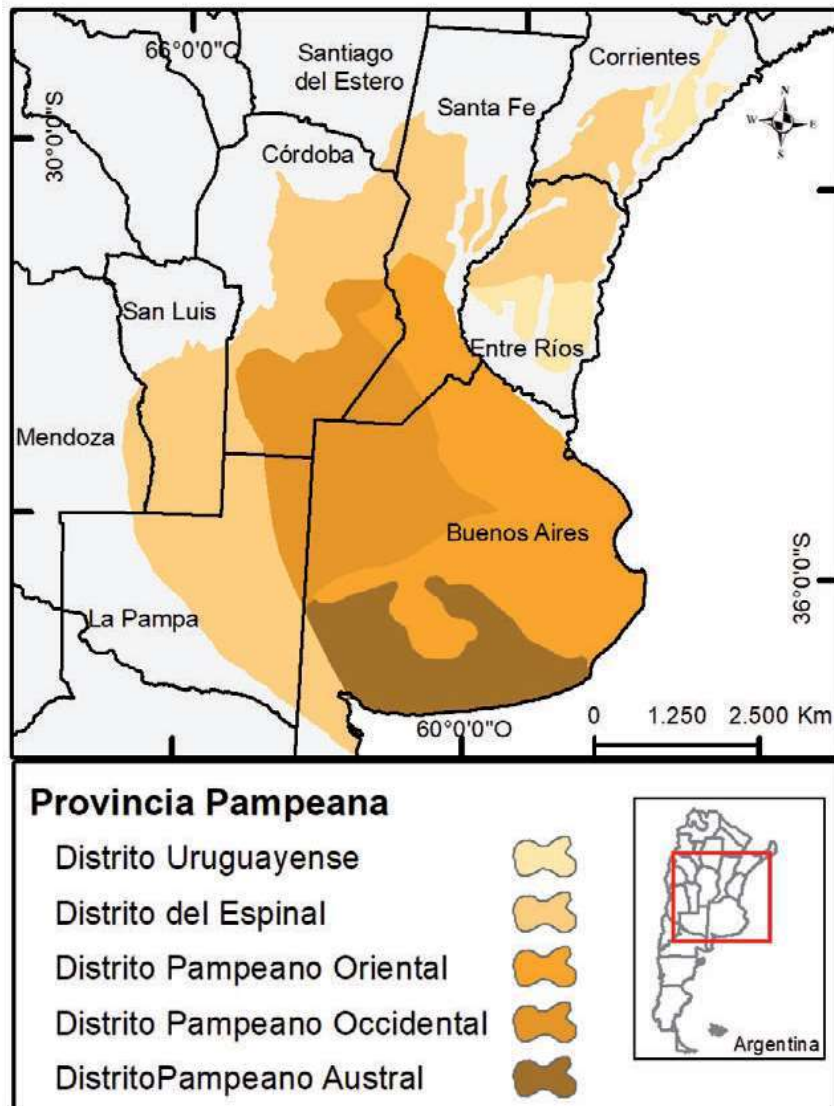 66°0'0"O
Santiago
del Estero
Corrientes
Santa Fe
N
W E
S
30°0'0"S
Córdoba
San Luis
Entre Ríos
Mendoza
Buenos Aires
36°0'0"S
La Pampa
60°0'0"O
0 1.250 2.500 Km
Provincia Pampeana
Distrito Uruguayense
Distrito del Espinal
Distrito Pampeano Oriental
Distrito Pampeano Occidental
DistritoPampeano Austral
Argentina